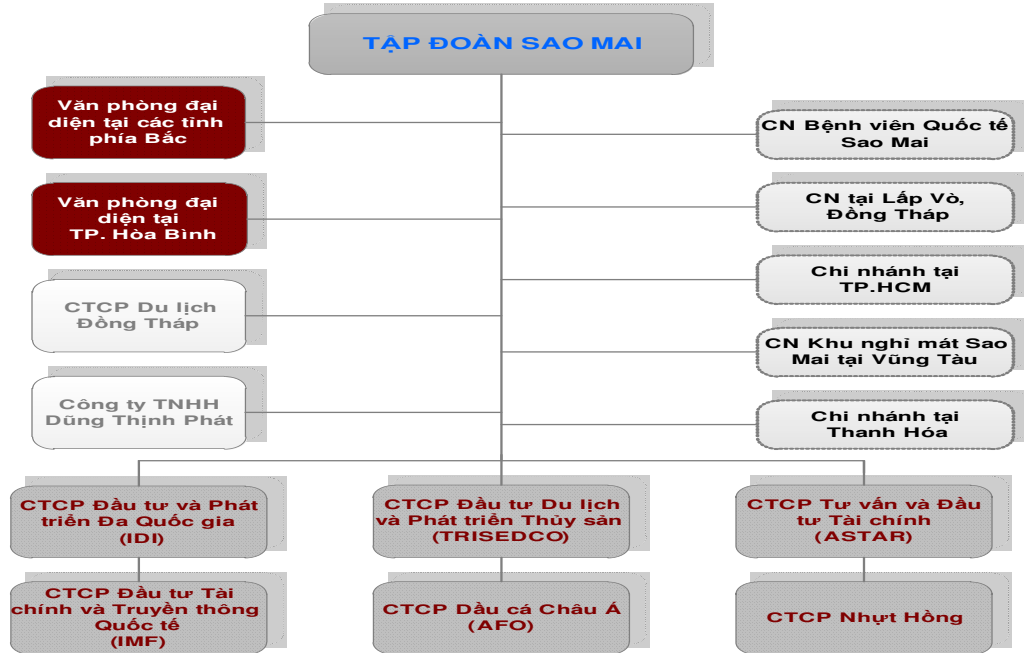 TẬP ĐOÀN SAO MAI
Văn phòng đại
diện tại các tỉnh
phía Bắc
CN Bệnh viên Quốc tế
Sao Mai
Văn phòng đại
diện tại
TP. Hòa Bình
CN tại Lấp Vò,
Đồng Tháp
CTCP Du lịch
Đồng Tháp
Chi nhánh tại
TP.HCM
CN Khu nghỉ mát Sao
Mai tại Vũng Tàu
Công ty TNHH
Dũng Thịnh Phát
Chi nhánh tại
Thanh Hóa
CTCP Đầu tư và Phát
triển Đa Quốc gia
(IDI)
CTCP Đầu tư Du lịch
và Phát triển Thủy sản
(TRISEDCO)
CTCP Tư vấn và Đầu
tư Tài chính
(ASTAR)
CTCP Đầu tư Tài
chính và Truyền thông
Quốc tế
(IMF)
CTCP Dầu cá Châu Á
(AFO)
CTCP Nhựt Hồng